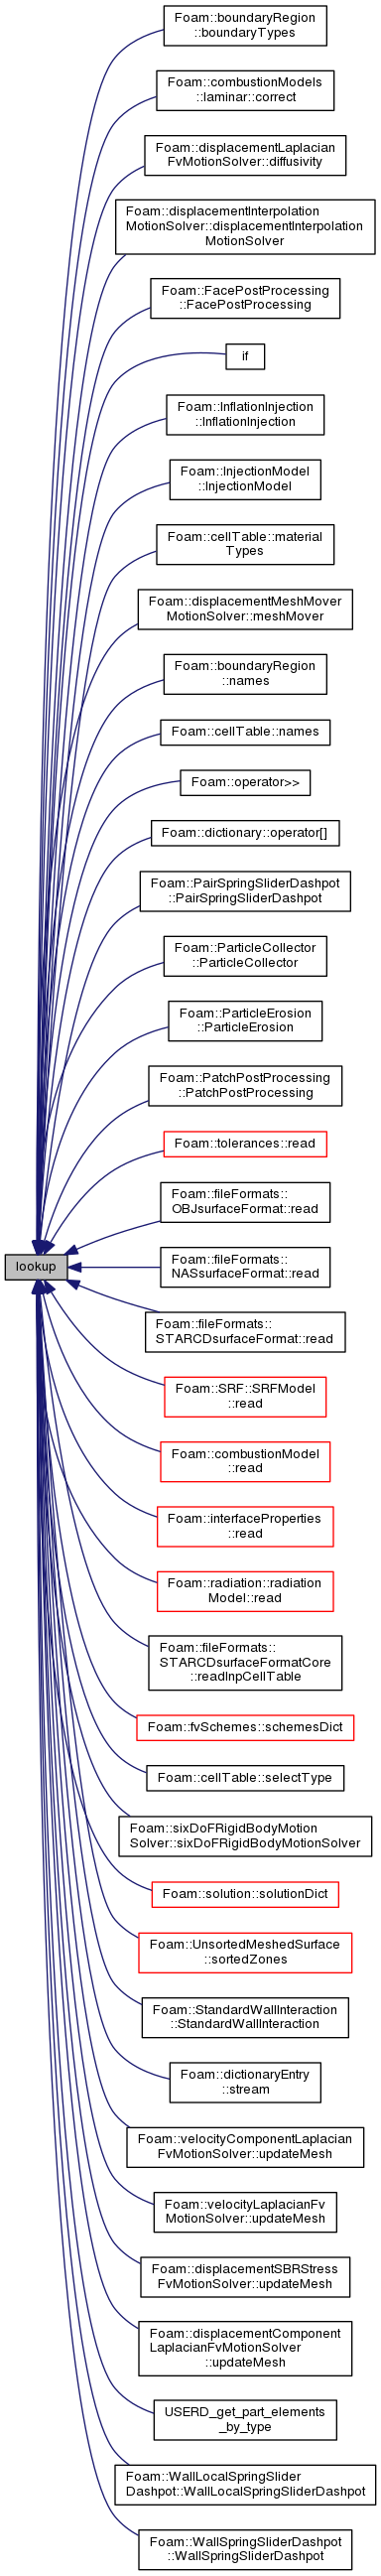 Foam::boundaryRegion
::boundaryTypes
Foam::combustionModels
::laminar::correct
Foam::displacementLaplacian
FvMotionSolver::diffusivity
Foam::displacementInterpolation
MotionSolver::displacementInterpolation
MotionSolver
Foam::FacePostProcessing
::FacePostProcessing
if
Foam::InflationInjection
::InflationInjection
Foam::InjectionModel
::InjectionModel
Foam::cellTable::material
Types
Foam::displacementMeshMover
MotionSolver::meshMover
Foam::boundaryRegion
::names
Foam::cellTable::names
Foam::operator>>
Foam::dictionary::operator[]
Foam::PairSpringSliderDashpot
::PairSpringSliderDashpot
Foam::ParticleCollector
::ParticleCollector
Foam::ParticleErosion
::ParticleErosion
Foam::PatchPostProcessing
::PatchPostProcessing
Foam::tolerances::read
Foam::fileFormats::
OBJsurfaceFormat::read
lookup
Foam::fileFormats::
NASsurfaceFormat::read
Foam::fileFormats::
STARCDsurfaceFormat::read
Foam::SRF::SRFModel
::read
Foam::combustionModel
::read
Foam::interfaceProperties
::read
Foam::radiation::radiation
Model::read
Foam::fileFormats::
STARCDsurfaceFormatCore
::readInpCellTable
Foam::fvSchemes::schemesDict
Foam::cellTable::selectType
Foam::sixDoFRigidBodyMotion
Solver::sixDoFRigidBodyMotionSolver
Foam::solution::solutionDict
Foam::UnsortedMeshedSurface
::sortedZones
Foam::StandardWallInteraction
::StandardWallInteraction
Foam::dictionaryEntry
::stream
Foam::velocityComponentLaplacian
FvMotionSolver::updateMesh
Foam::velocityLaplacianFv
MotionSolver::updateMesh
Foam::displacementSBRStress
FvMotionSolver::updateMesh
Foam::displacementComponent
LaplacianFvMotionSolver
::updateMesh
USERD_get_part_elements
_by_type
Foam::WallLocalSpringSlider
Dashpot::WallLocalSpringSliderDashpot
Foam::WallSpringSliderDashpot
::WallSpringSliderDashpot